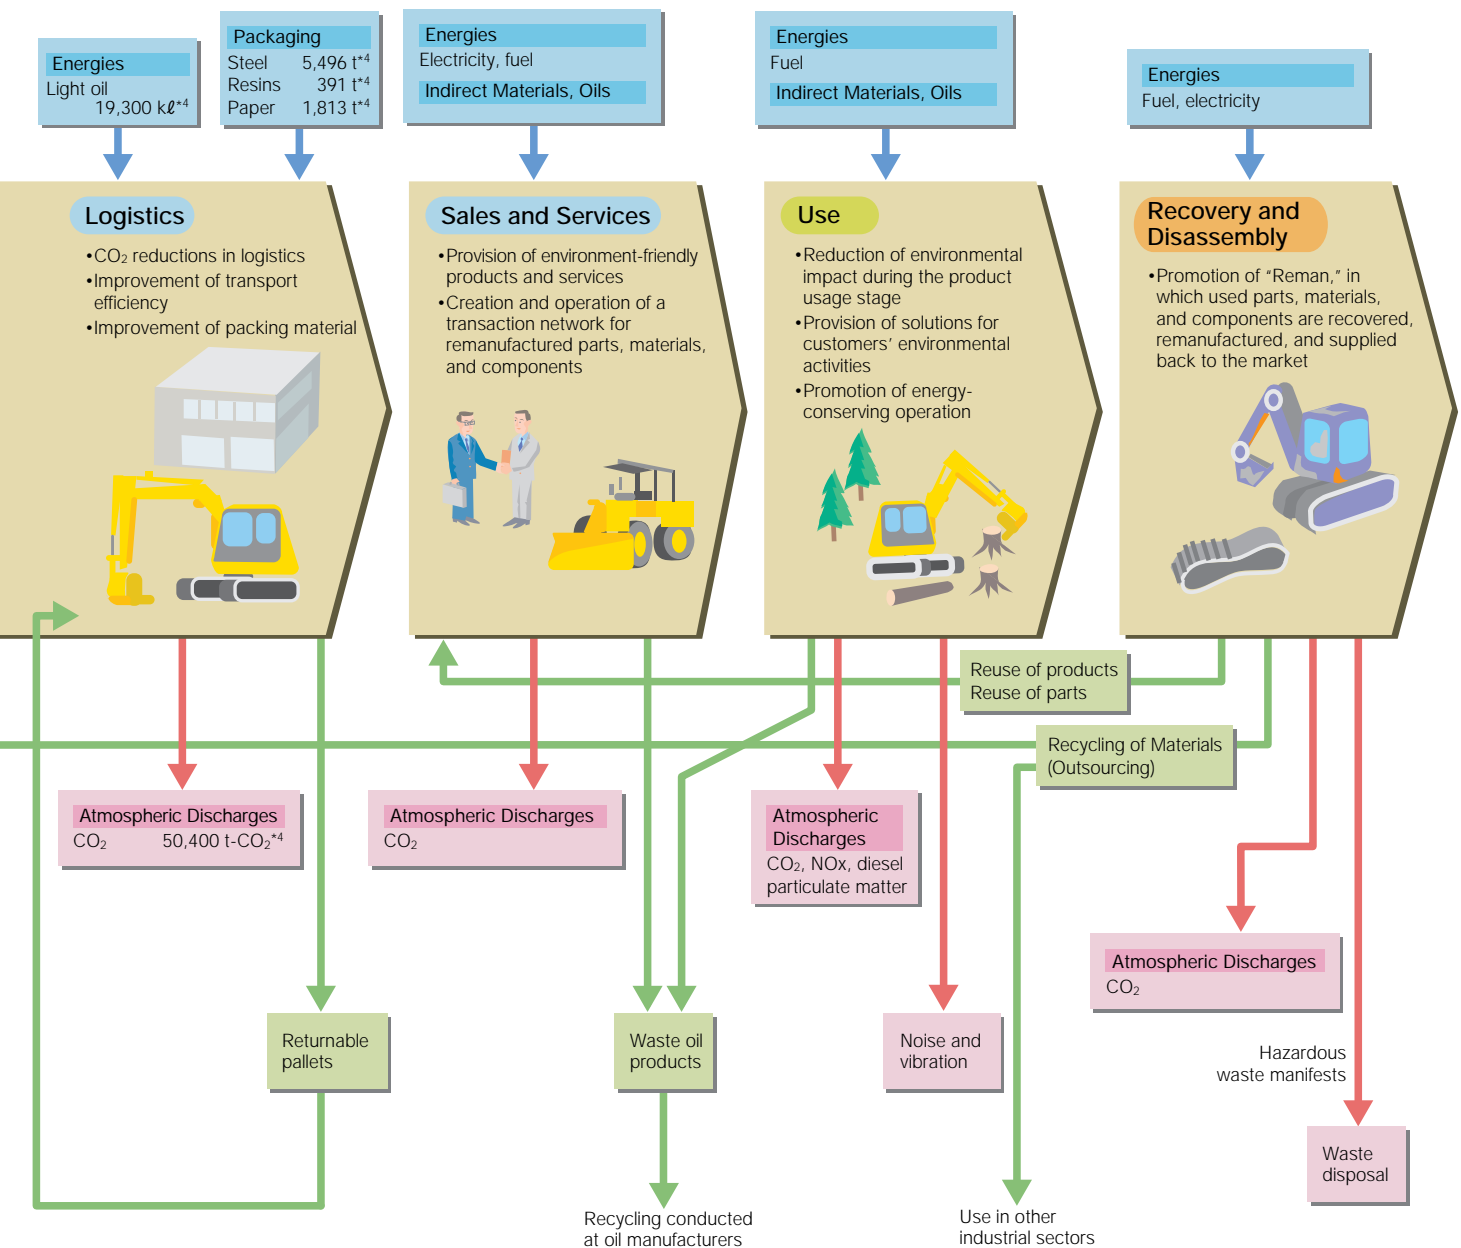 Energies
Light oil
19,300 kℓ*4
Packaging
Steel 5,496 t*4
Resins 391 t*4
Paper 1,813 t*4
Energies
Electricity, fuel
Indirect Materials, Oils
Energies
Fuel
Indirect Materials, Oils
Energies
Fuel, electricity
Logistics
•CO2 reductions in logistics
•Improvement of transport
efficiency
•Improvement of packing material
Sales and Services
•Provision of environment-friendly
products and services
•Creation and operation of a
transaction network for
remanufactured parts, materials,
and components
Use
•Reduction of environmental
impact during the product
usage stage
•Provision of solutions for
customers’ environmental
activities
•Promotion of energy-
conserving operation
Recovery and
Disassembly
•Promotion of “Reman,” in
which used parts, materials,
and components are recovered,
remanufactured, and supplied
back to the market
Reuse of products
Reuse of parts
Recycling of Materials
(Outsourcing)
Atmospheric Discharges
CO2 50,400 t-CO2*4
Atmospheric Discharges
CO2
Atmospheric
Discharges
CO2, NOx, diesel
particulate matter
Atmospheric Discharges
CO2
Returnable
pallets
Waste oil
products
Noise and
vibration
Hazardous
waste manifests
Waste
disposal
Recycling conducted
at oil manufacturers
Use in other
industrial sectors